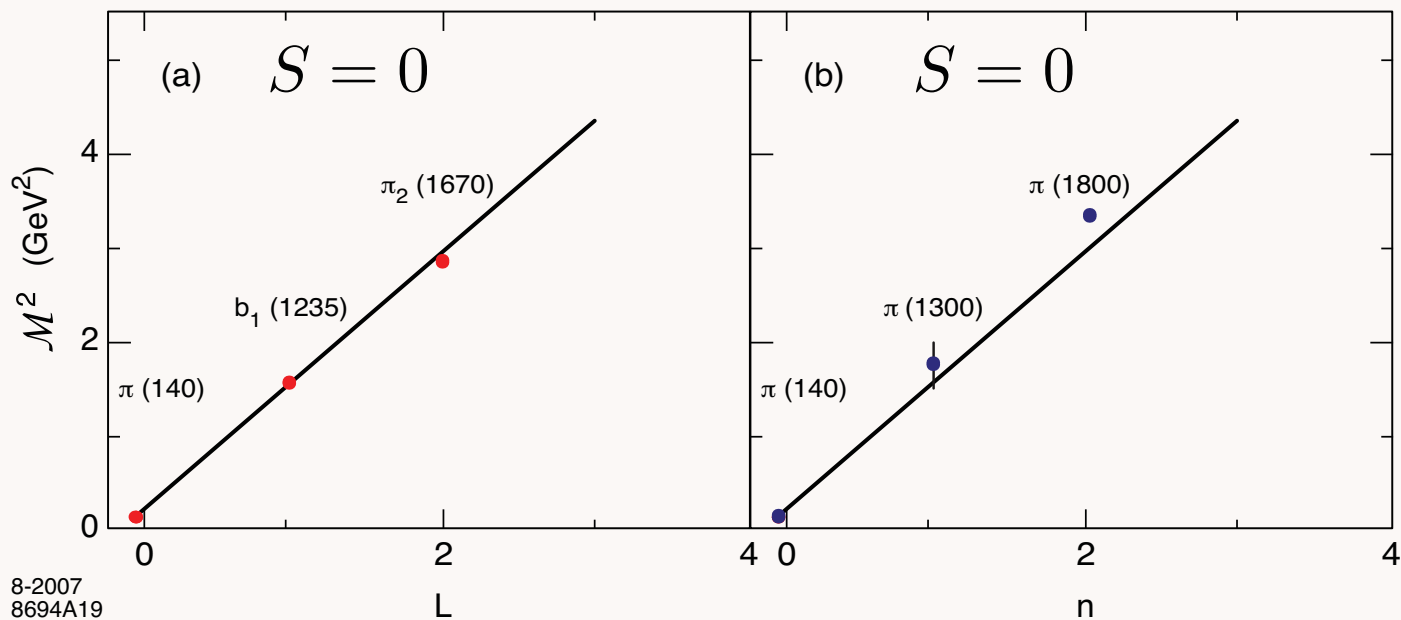 (a) S = 0
(b) S = 0
ℳ² (GeV²)
4
2
0
π₂ (1670)
b₁ (1235)
π (140)
π (1800)
π (1300)
π (140)
0 2 4
0 2 4
L
n
8-2007
8694A19